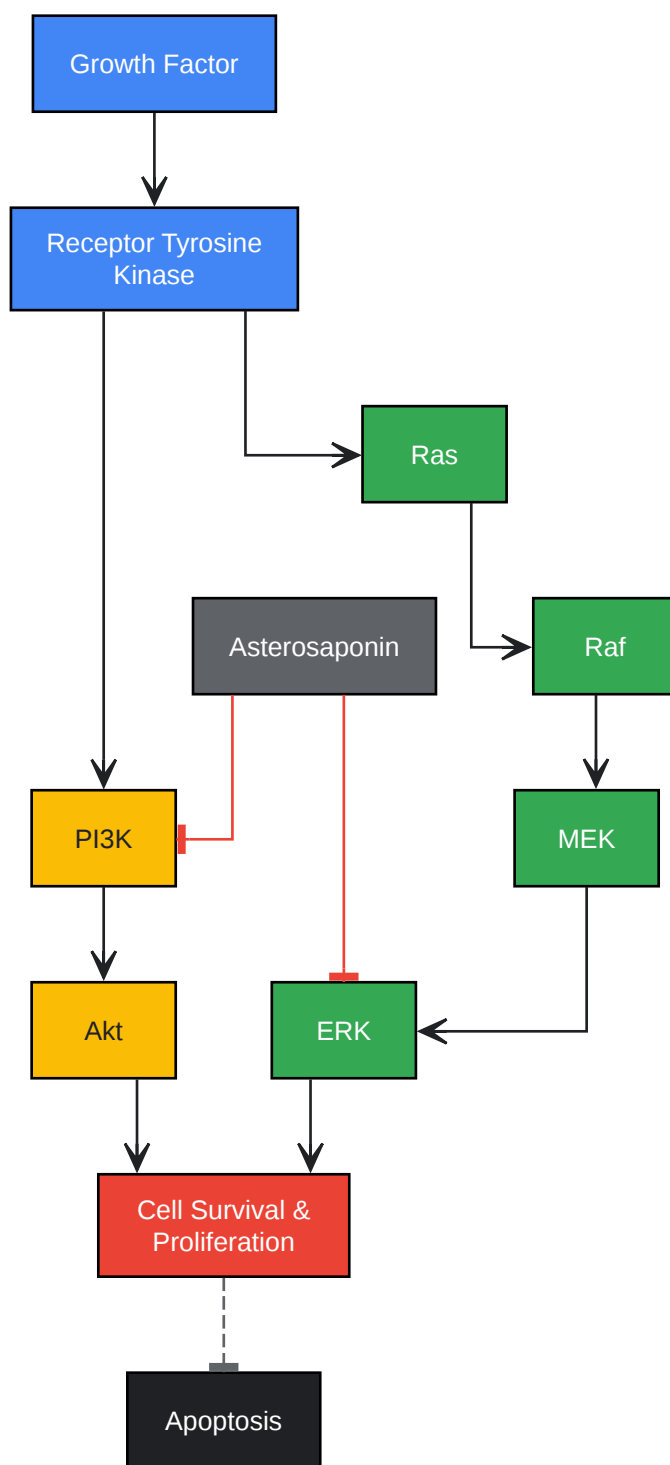 Growth Factor
Receptor Tyrosine
Kinase
Ras
Asterosaponin
Raf
PI3K
MEK
Akt
ERK
Cell Survival &
Proliferation
Apoptosis